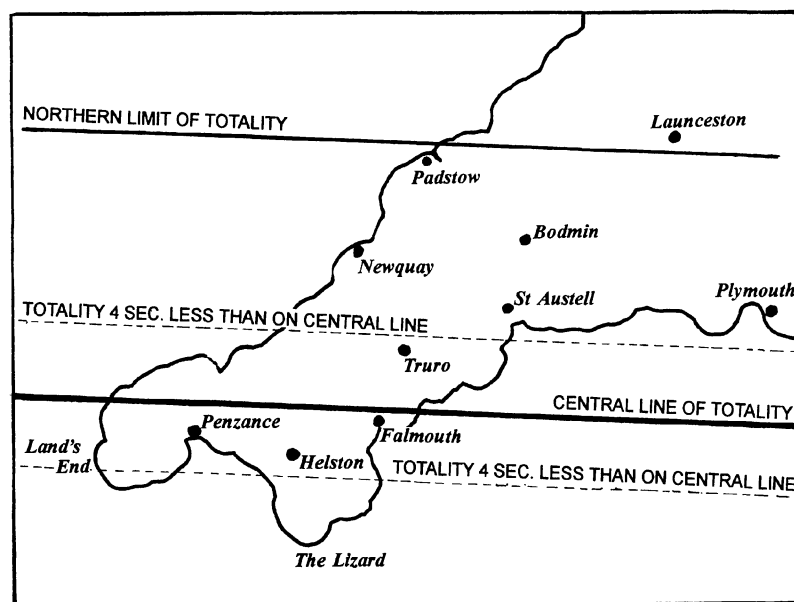 NORTHERN LIMIT OF TOTALITY
Launceston
Padstow
Bodmin
Newquay
St Austell
Plymouth
TOTALITY 4 SEC. LESS THAN ON CENTRAL LINE
Truro
CENTRAL LINE OF TOTALITY
Penzance
Falmouth
Land's
End
Helston
TOTALITY 4 SEC. LESS THAN ON CENTRAL LINE
The Lizard